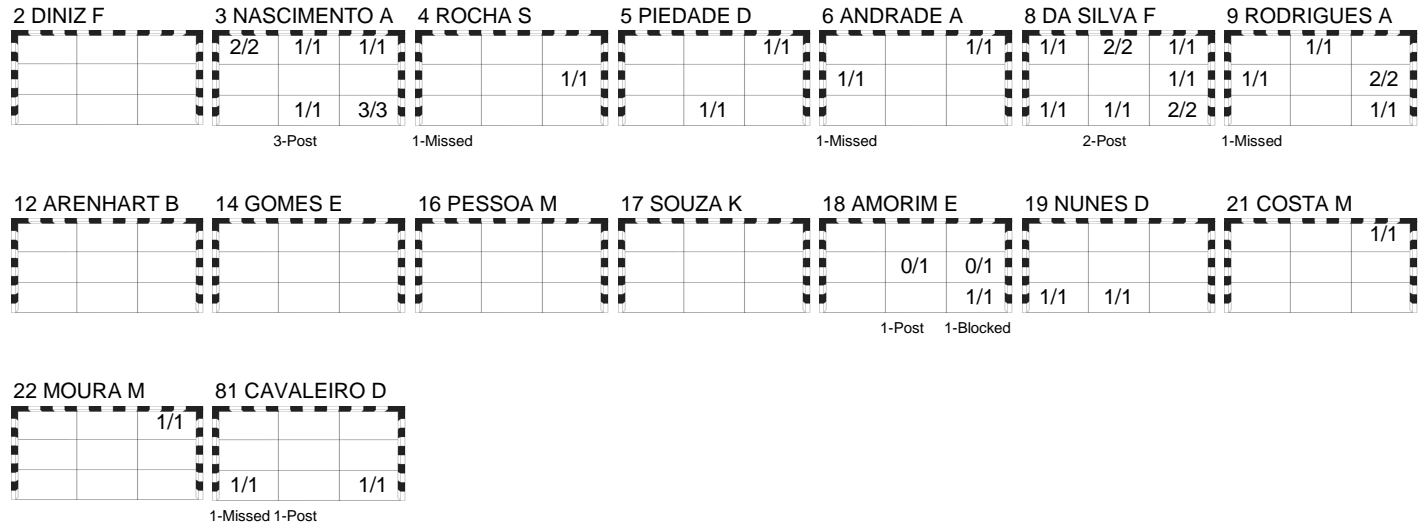 2 DINIZ F 3 NASCIMENTO A 4 ROCHA S 5 PIEDADE D 6 ANDRADE A 8 DA SILVA F 9 RODRIGUES A
2/2 1/1 1/1 1/1 1/1 1/1 2/2 1/1 1/1
1/1 1/1 1/1 1/1 2/2
1/1 3/3 1/1 1/1 1/1 2/2 1/1
3-Post 1-Missed 1-Missed 2-Post 1-Missed
12 ARENHART B 14 GOMES E 16 PESSOA M 17 SOUZA K 18 AMORIM E 19 NUNES D 21 COSTA M
1/1
0/1 0/1
1/1 1/1 1/1
1-Post 1-Blocked
22 MOURA M 81 CAVALEIRO D
1/1
1/1 1/1
1-Missed 1-Post